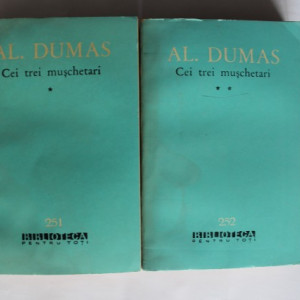 AL. DUMAS
Cei trei mușchetari
*
251
BIBLIOTECA
PENTRU TOȚI
AL. DUMAS
Cei trei mușchetari
* *
252
BIBLIOTECA
PENTRU TOȚI